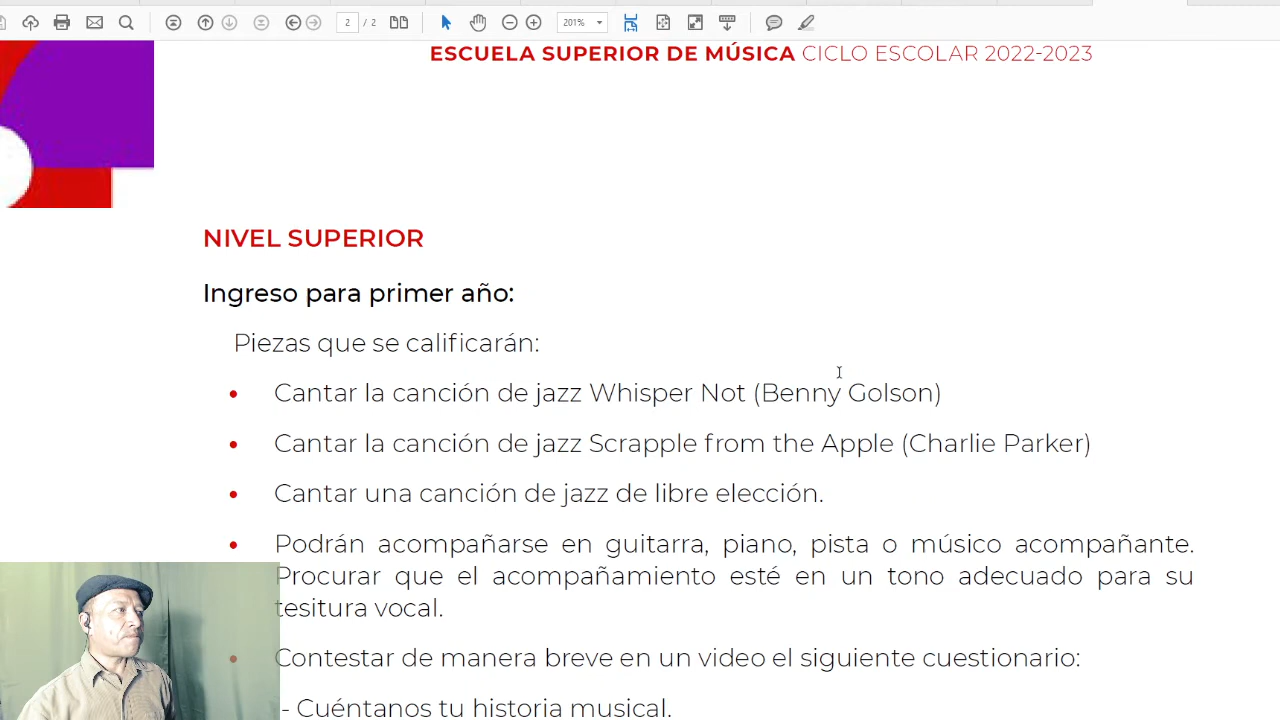 2 / 2
201%
ESCUELA SUPERIOR DE MÚSICA CICLO ESCOLAR 2022-2023
NIVEL SUPERIOR
Ingreso para primer año:
Piezas que se calificarán:
• Cantar la canción de jazz Whisper Not (Benny Golson)
• Cantar la canción de jazz Scrapple from the Apple (Charlie Parker)
• Cantar una canción de jazz de libre elección.
• Podrán acompañarse en guitarra, piano, pista o músico acompañante.
Procurar que el acompañamiento esté en un tono adecuado para su
tesitura vocal.
• Contestar de manera breve en un video el siguiente cuestionario:
- Cuéntanos tu historia musical.